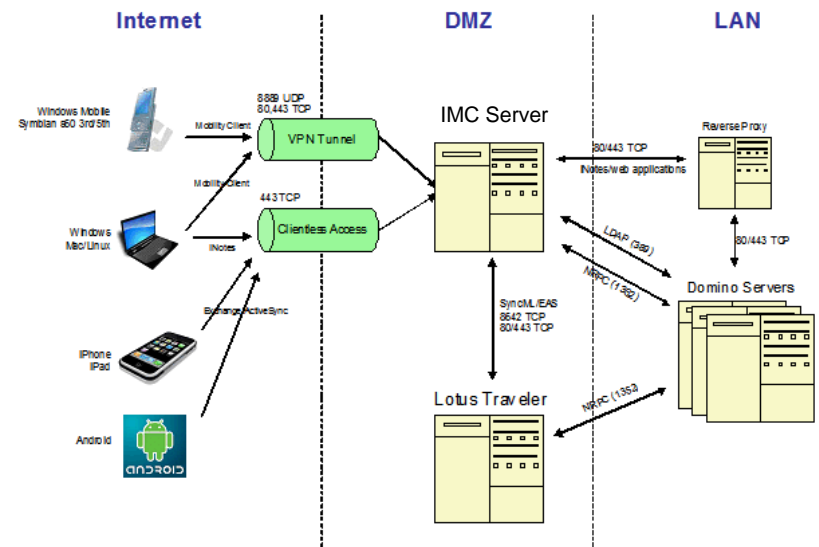 Internet
DMZ
LAN
8889 UDP
80,443 TCP
Windows Mobile
Symbian s60 3rd/5th
Mobility Client
VPN Tunnel
IMC Server
80/443 TCP
iNotes/web applications
Reverse Proxy
Mobility Client
443 TCP
Clientless Access
Windows
Mac/Linux
iNotes
LDAP (389)
NRPC (1352)
80/443 TCP
Domino Servers
Exchange ActiveSync
SyncML/EAS
8642 TCP
80/443 TCP
iPhone
iPad
Lotus Traveler
NRPC (1352)
Android
ANDROID